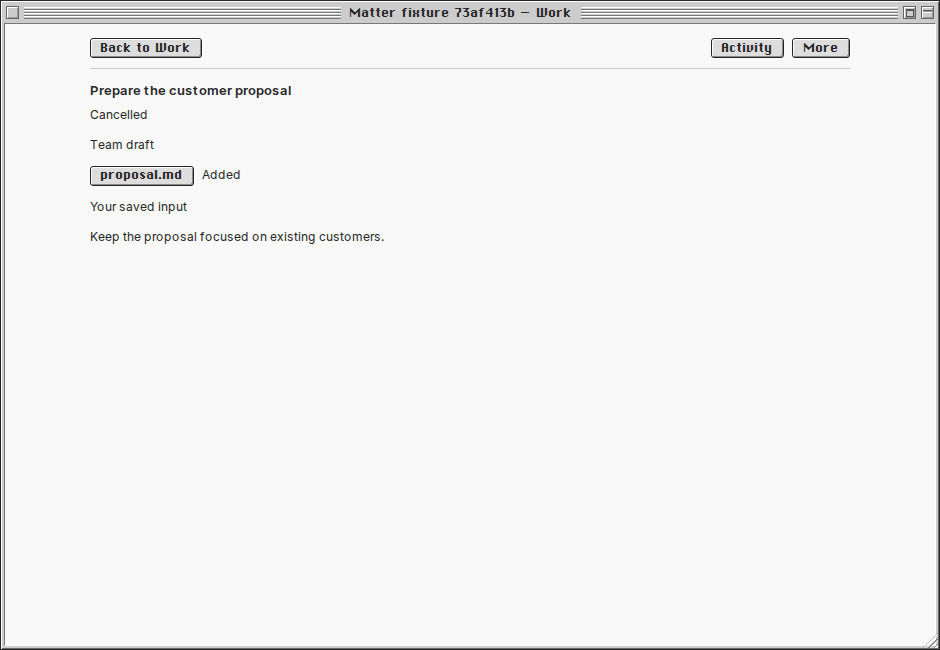 Matter fixture 73af413b — Work
Back to Work
Activity
More
Prepare the customer proposal
Cancelled
Team draft
proposal.md
Added
Your saved input
Keep the proposal focused on existing customers.